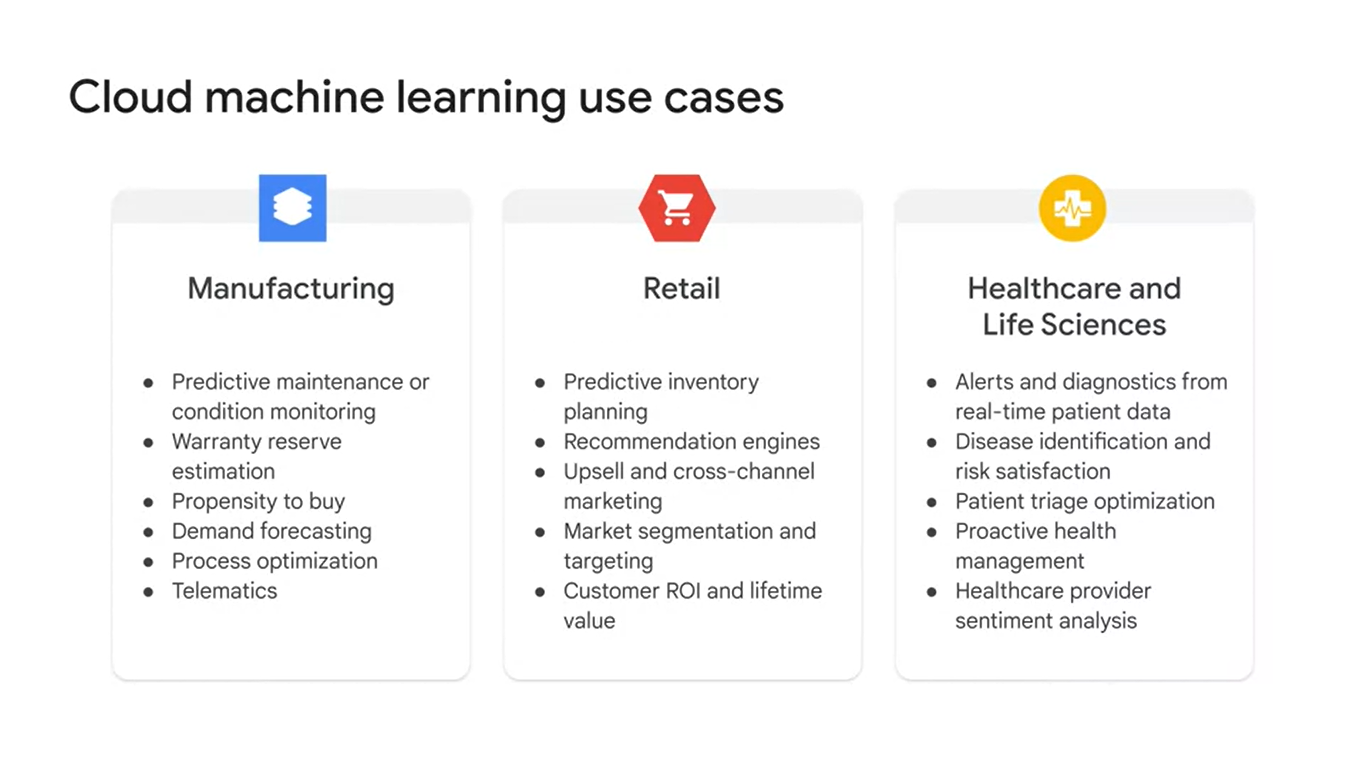 Cloud machine learning use cases
Manufacturing
● Predictive maintenance or
condition monitoring
● Warranty reserve
estimation
● Propensity to buy
● Demand forecasting
● Process optimization
● Telematics
Retail
● Predictive inventory
planning
● Recommendation engines
● Upsell and cross-channel
marketing
● Market segmentation and
targeting
● Customer ROI and lifetime
value
Healthcare and
Life Sciences
● Alerts and diagnostics from
real-time patient data
● Disease identification and
risk satisfaction
● Patient triage optimization
● Proactive health
management
● Healthcare provider
sentiment analysis